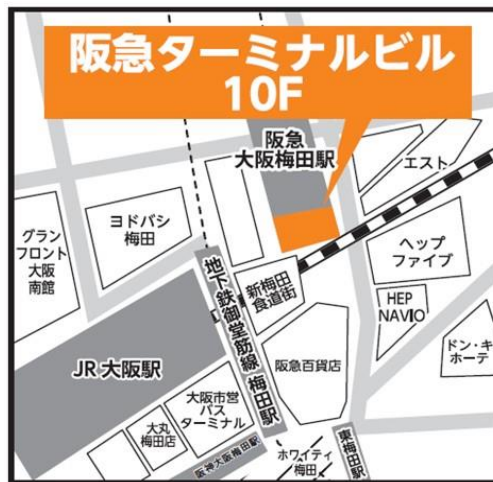 阪急ターミナルビル
10F
阪急
大阪梅田駅
エスト
グラン
フロント
大阪
南館
ヨドバシ
梅田
地下鉄御堂筋線 梅田駅
新梅田
食道街
ヘップ
ファイブ
HEP
NAVIO
ドン・キ
ホーテ
JR 大阪駅
阪急百貨店
大阪市営
バス
ターミナル
大丸
梅田店
阪神大阪梅田駅
ホワイティ
梅田
東梅田駅